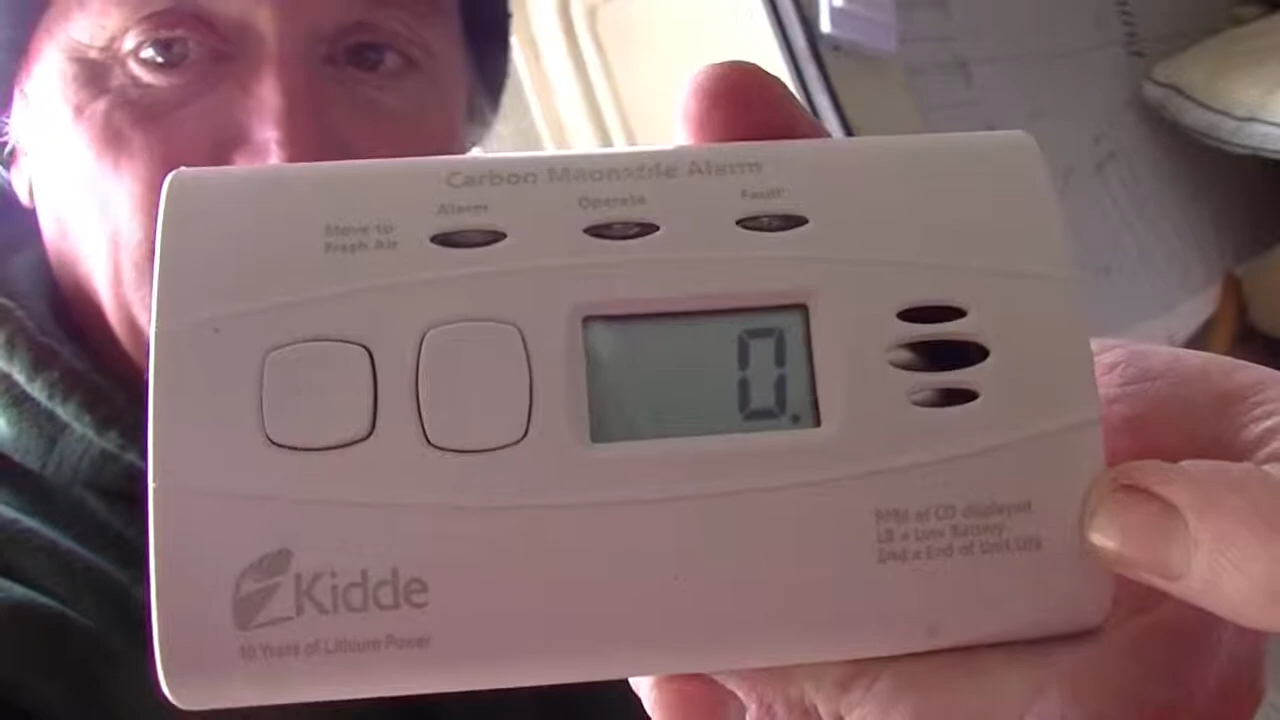 Carbon Monoxide Alarm
Alarm
Operate
Fault
Move to
Fresh Air
0.
PPM of CO displayed
LB = Low Battery
End = End of Unit Life
Kidde
10 Years of Lithium Power